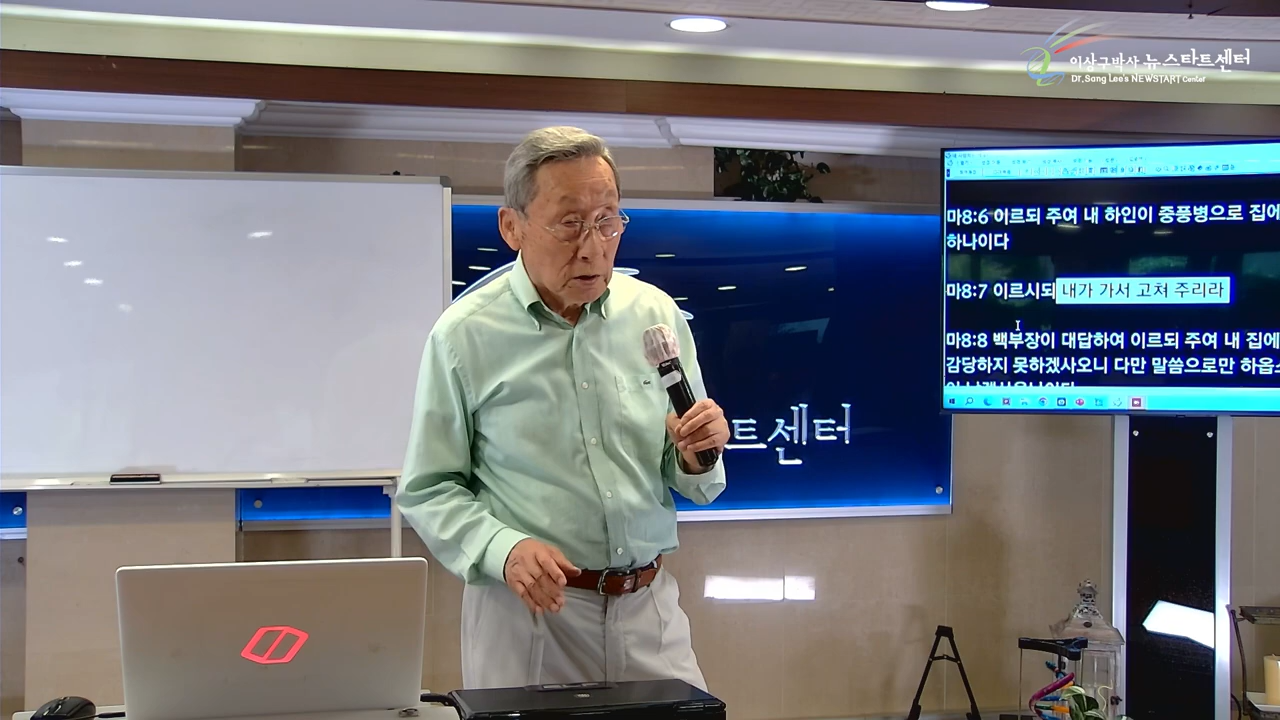 이상구박사 뉴스타트센터
Dr.Sang Lee's NEWSTART Center
마8:6 이르되 주여 내 하인이 중풍병으로 집에
하나이다
마8:7 이르시되 내가 가서 고쳐 주리라
마8:8 백부장이 대답하여 이르되 주여 내 집에
감당하지 못하겠사오니 다만 말씀으로만 하옵
트센터